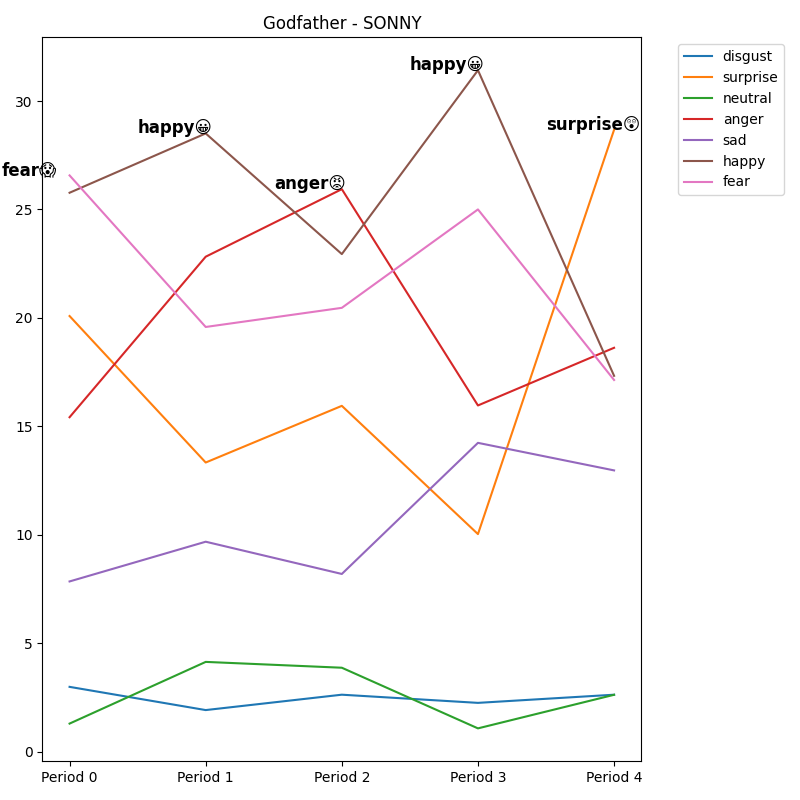 Godfather - SONNY
disgust
surprise
neutral
anger
sad
happy
fear
happy😀
happy😀
surprise😲
fear😱
anger😡
30
25
20
15
10
5
0
Period 0 Period 1 Period 2 Period 3 Period 4